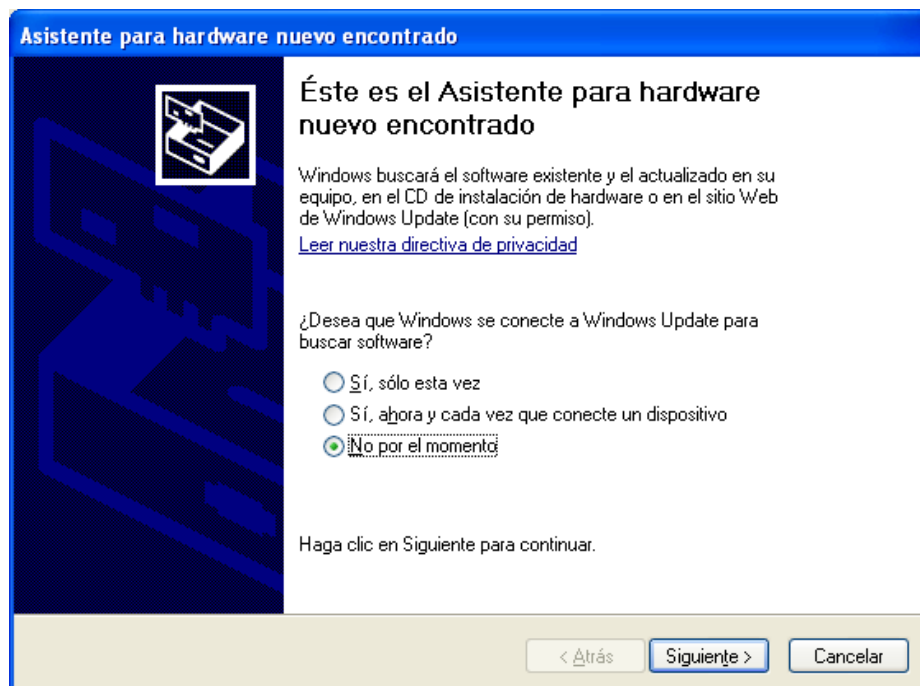 Asistente para hardware nuevo encontrado
Éste es el Asistente para hardware
nuevo encontrado
Windows buscará el software existente y el actualizado en su
equipo, en el CD de instalación de hardware o en el sitio Web
de Windows Update (con su permiso).
Leer nuestra directiva de privacidad
¿Desea que Windows se conecte a Windows Update para
buscar software?
Sí, sólo esta vez
Sí, ahora y cada vez que conecte un dispositivo
No por el momento
Haga clic en Siguiente para continuar.
< Atrás
Siguiente >
Cancelar